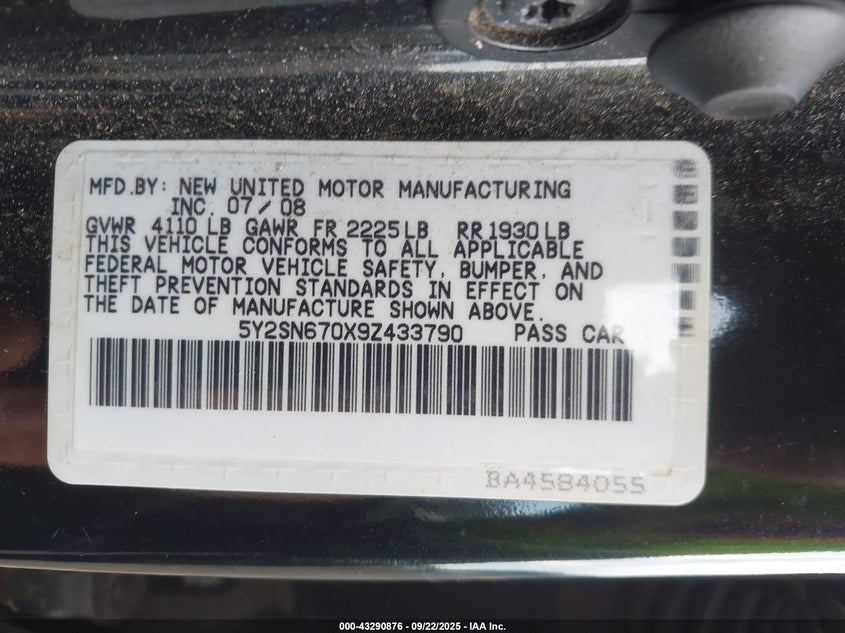 MFD.BY: NEW UNITED MOTOR MANUFACTURING
INC. 07/08
GVWR 4110 LB GAWR FR 2225 LB RR 1930 LB
THIS VEHICLE CONFORMS TO ALL APPLICABLE
FEDERAL MOTOR VEHICLE SAFETY, BUMPER, AND
THEFT PREVENTION STANDARDS IN EFFECT ON
THE DATE OF MANUFACTURE SHOWN ABOVE.
5Y2SN670X9Z433790 PASS CAR
BA4584055
000-43290876 - 09/22/2025 - IAA Inc.